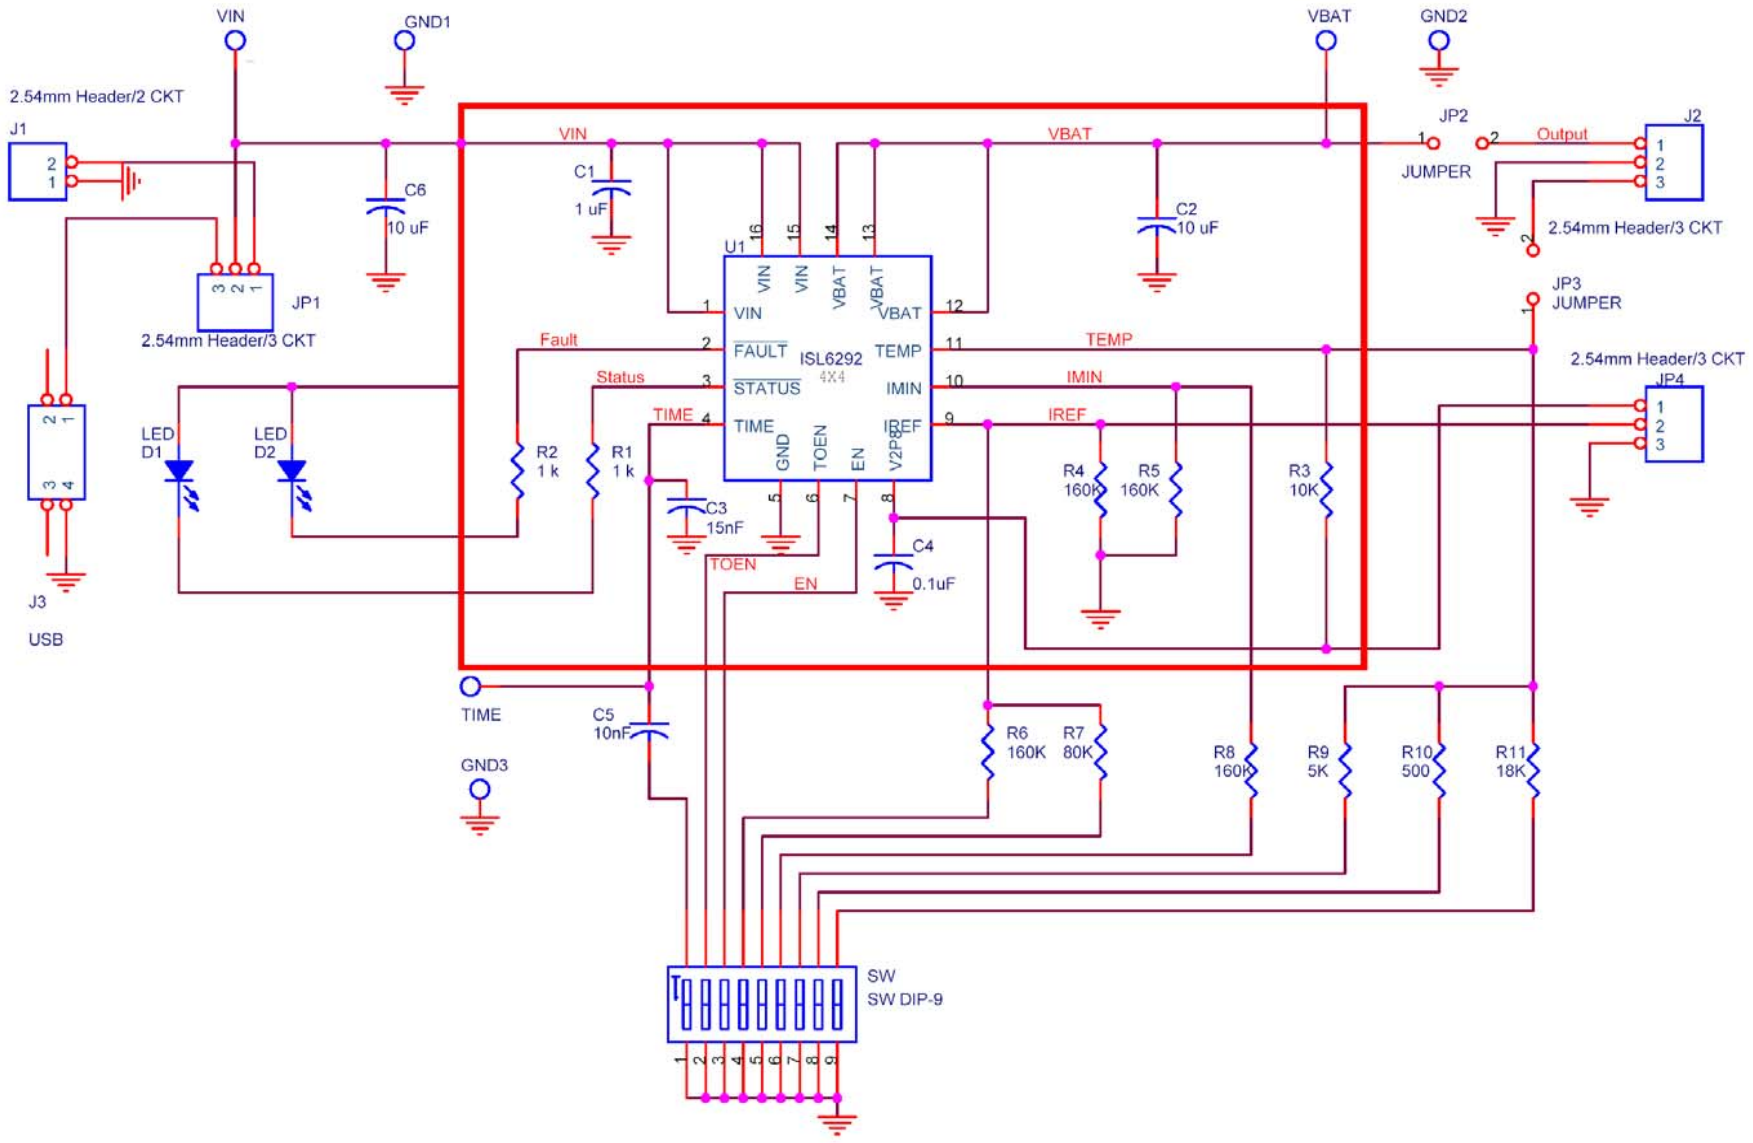 VIN
GND1
VBAT
GND2
2.54mm Header/2 CKT
J1
2
1
VIN
VBAT
JP2
1
2
Output
JUMPER
J2
1
2
3
2.54mm Header/3 CKT
C6
10 uF
C1
1 uF
C2
10 uF
16
15
14
13
U1
VIN
VIN
VBAT
VBAT
3
2
1
JP1
2.54mm Header/3 CKT
2
JP3
JUMPER
1
1
VIN
VBAT
12
Fault
2
FAULT
ISL6292
4X4
TEMP
11
TEMP
Status
3
STATUS
IMIN
10
IMIN
TIME
4
TIME
IREF
9
IREF
GND
TOEN
EN
V2P8
5
6
7
8
2.54mm Header/3 CKT
JP4
1
2
3
2
1
3
4
J3
USB
LED
D1
LED
D2
R2
1 k
R1
1 k
C3
15nF
R4
160K
R5
160K
R3
10K
C4
0.1uF
TOEN
EN
TIME
C5
10nF
GND3
R6
160K
R7
80K
R8
160K
R9
5K
R10
500
R11
18K
SW
SW DIP-9
1
2
3
4
5
6
7
8
9